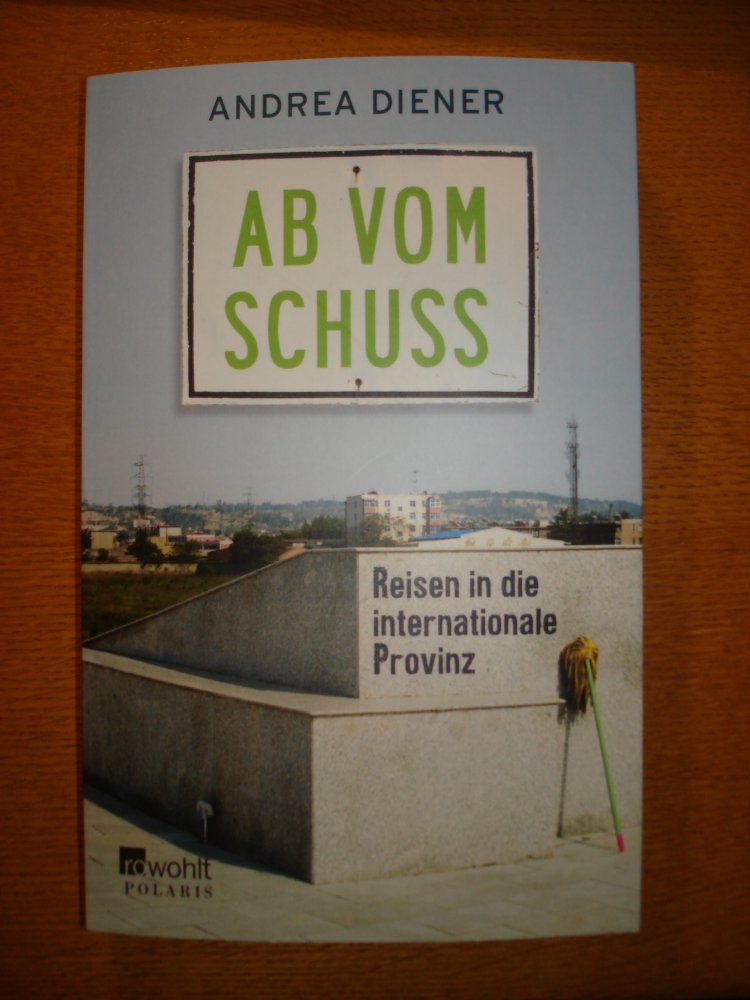 ANDREA DIENER
AB VOM
SCHUSS
Reisen in die
internationale
Provinz
rowohlt
POLARIS